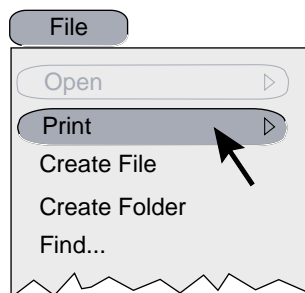 File
Open
Print
Create File
Create Folder
Find...